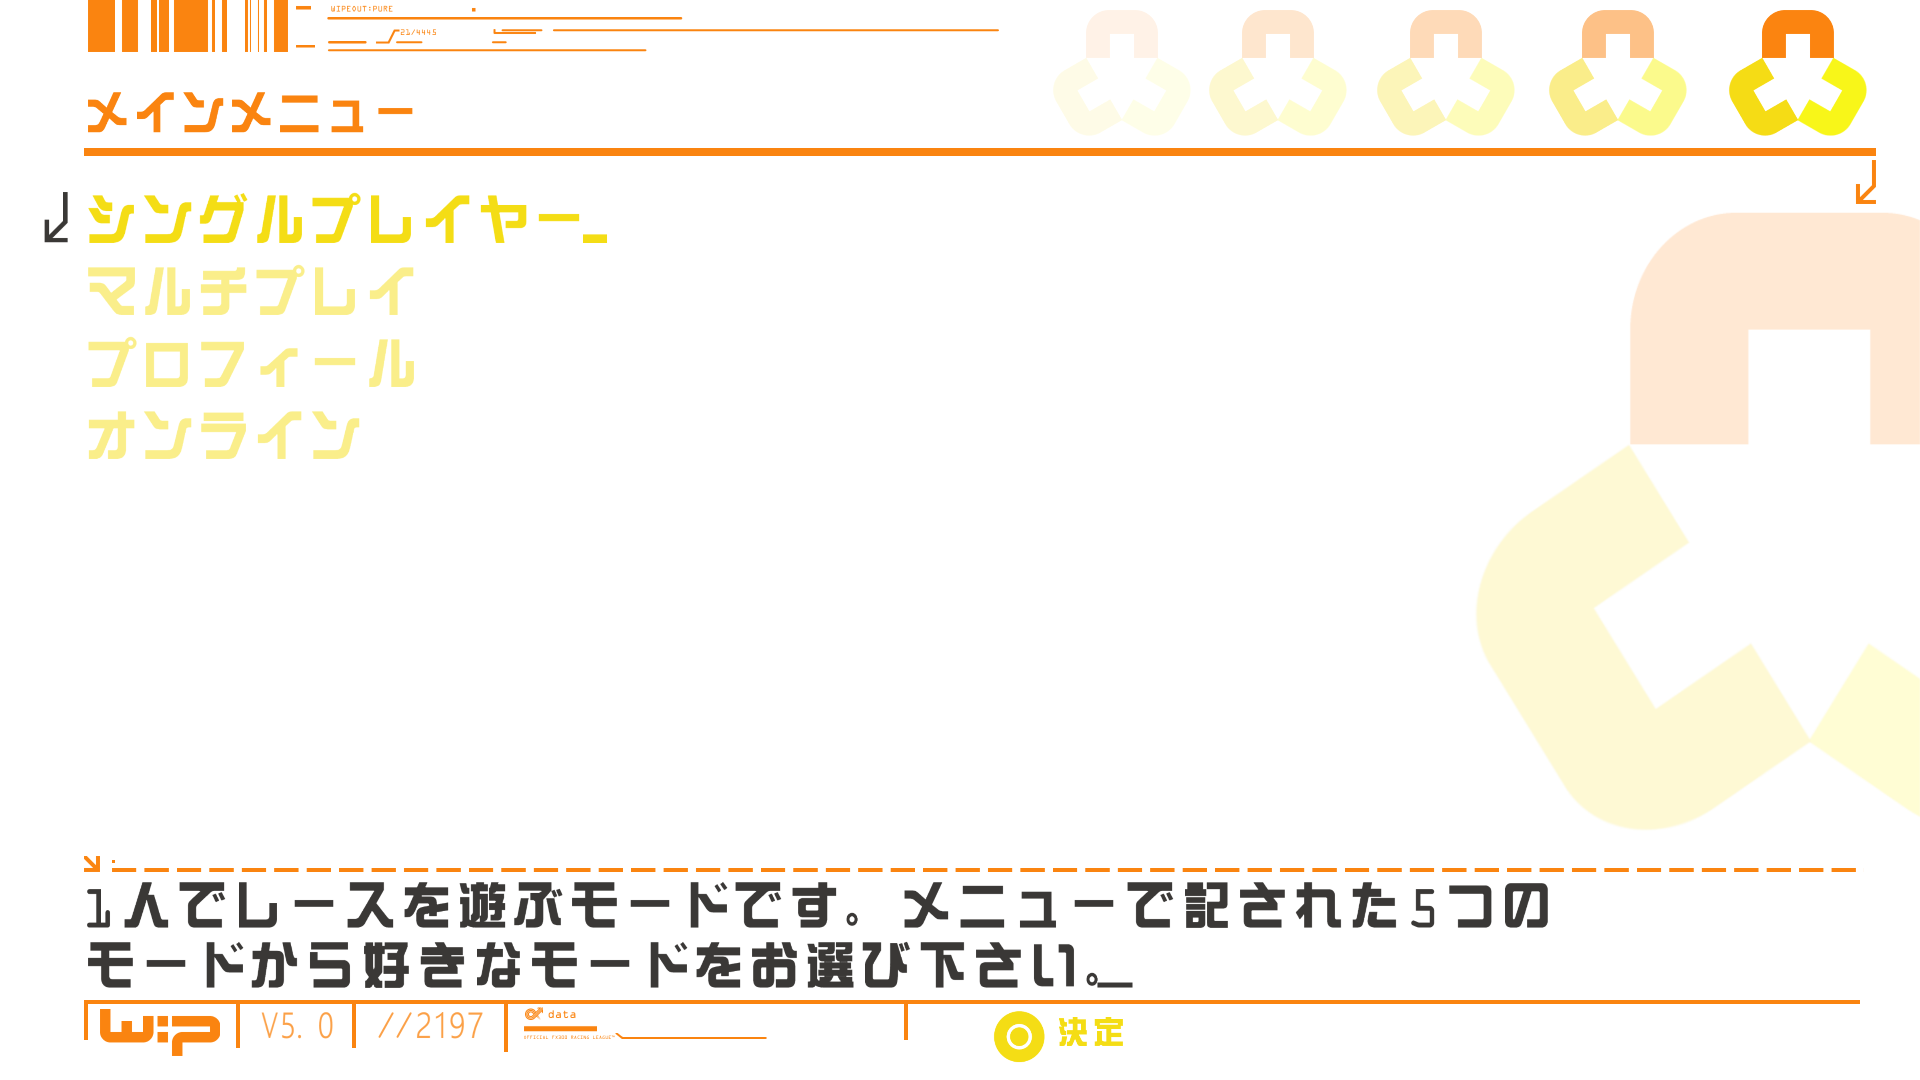 WIPEOUT:PURE
21/4445
メインメニュー
シングルプレイヤー_
マルチプレイ
プロフィール
オンライン
1人でレースを遊ぶモードです。メニューで記された5つの
モードから好きなモードをお選び下さい。_
wip V5.0 //2197 data
OFFICIAL FX300 RACING LEAGUE
決定